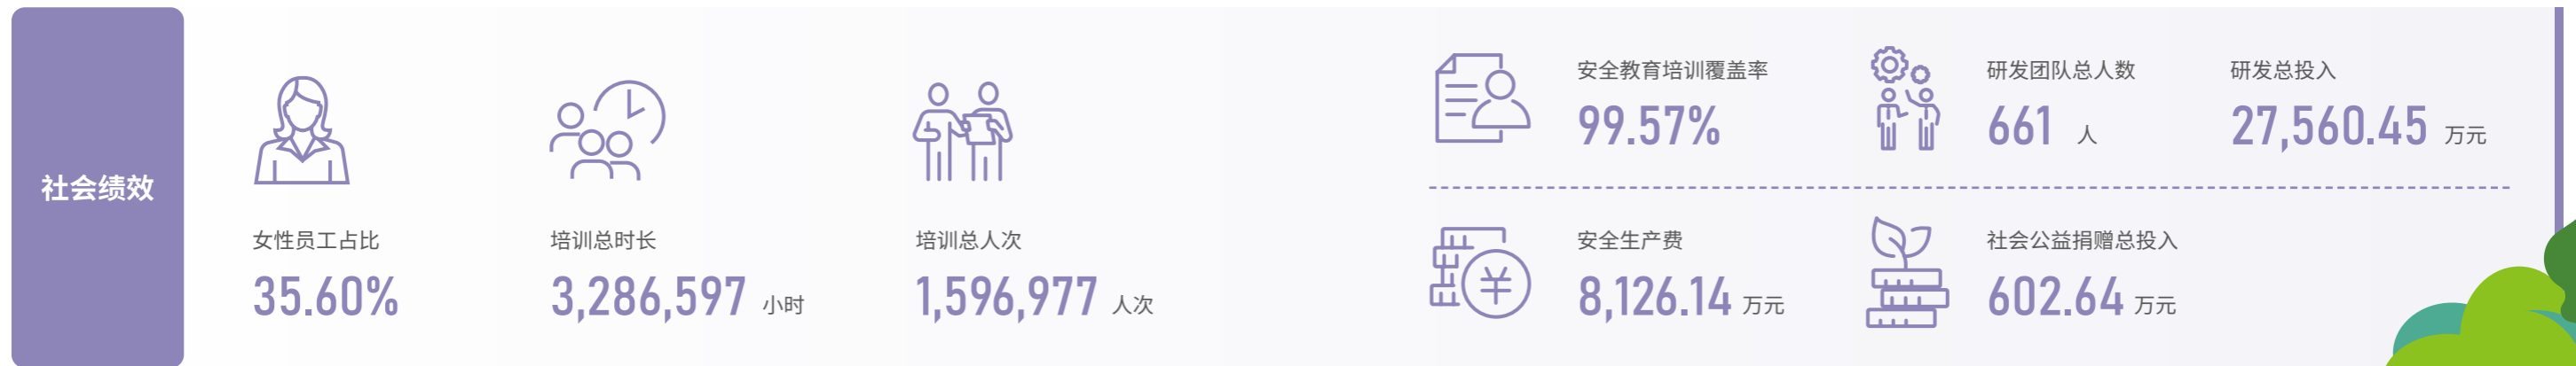 社会绩效
女性员工占比
35.60%
培训总时长
3,286,597 小时
培训总人次
1,596,977 人次
安全教育培训覆盖率
99.57%
研发团队总人数
661 人
研发总投入
27,560.45 万元
安全生产费
8,126.14 万元
社会公益捐赠总投入
602.64 万元